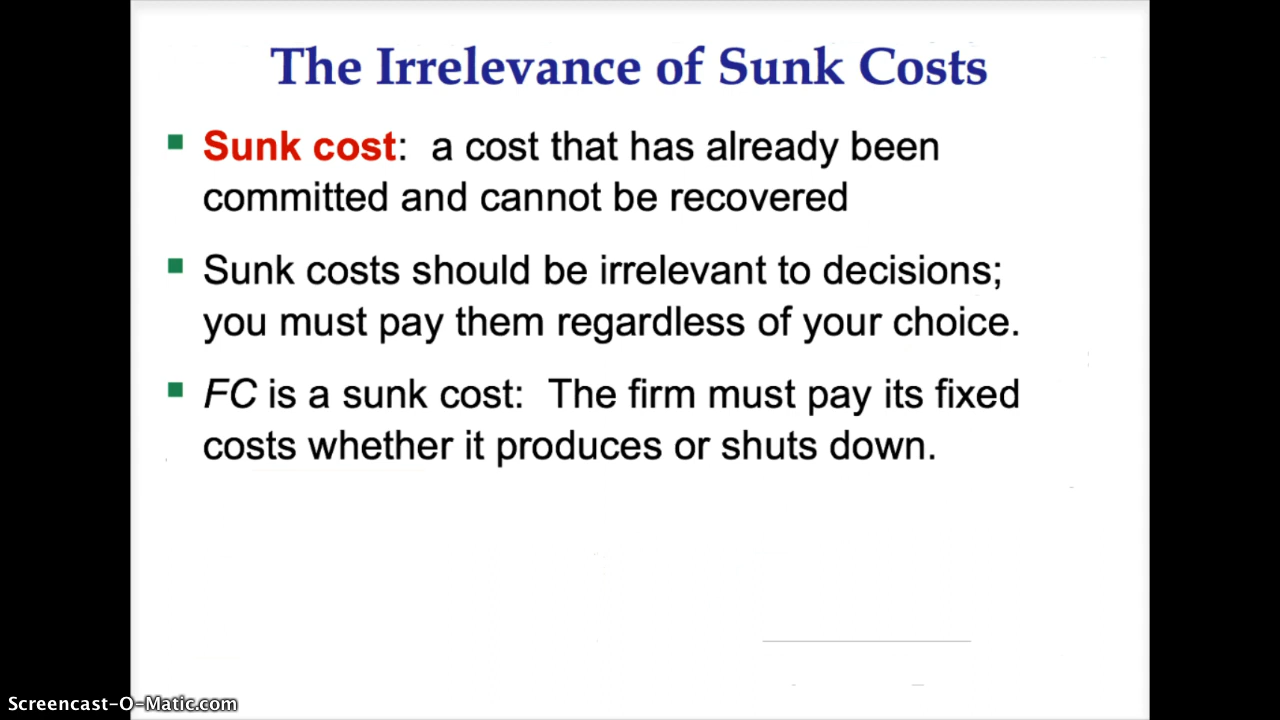 The Irrelevance of Sunk Costs
Sunk cost: a cost that has already been
committed and cannot be recovered
Sunk costs should be irrelevant to decisions;
you must pay them regardless of your choice.
FC is a sunk cost: The firm must pay its fixed
costs whether it produces or shuts down.
Screencast-O-Matic.com